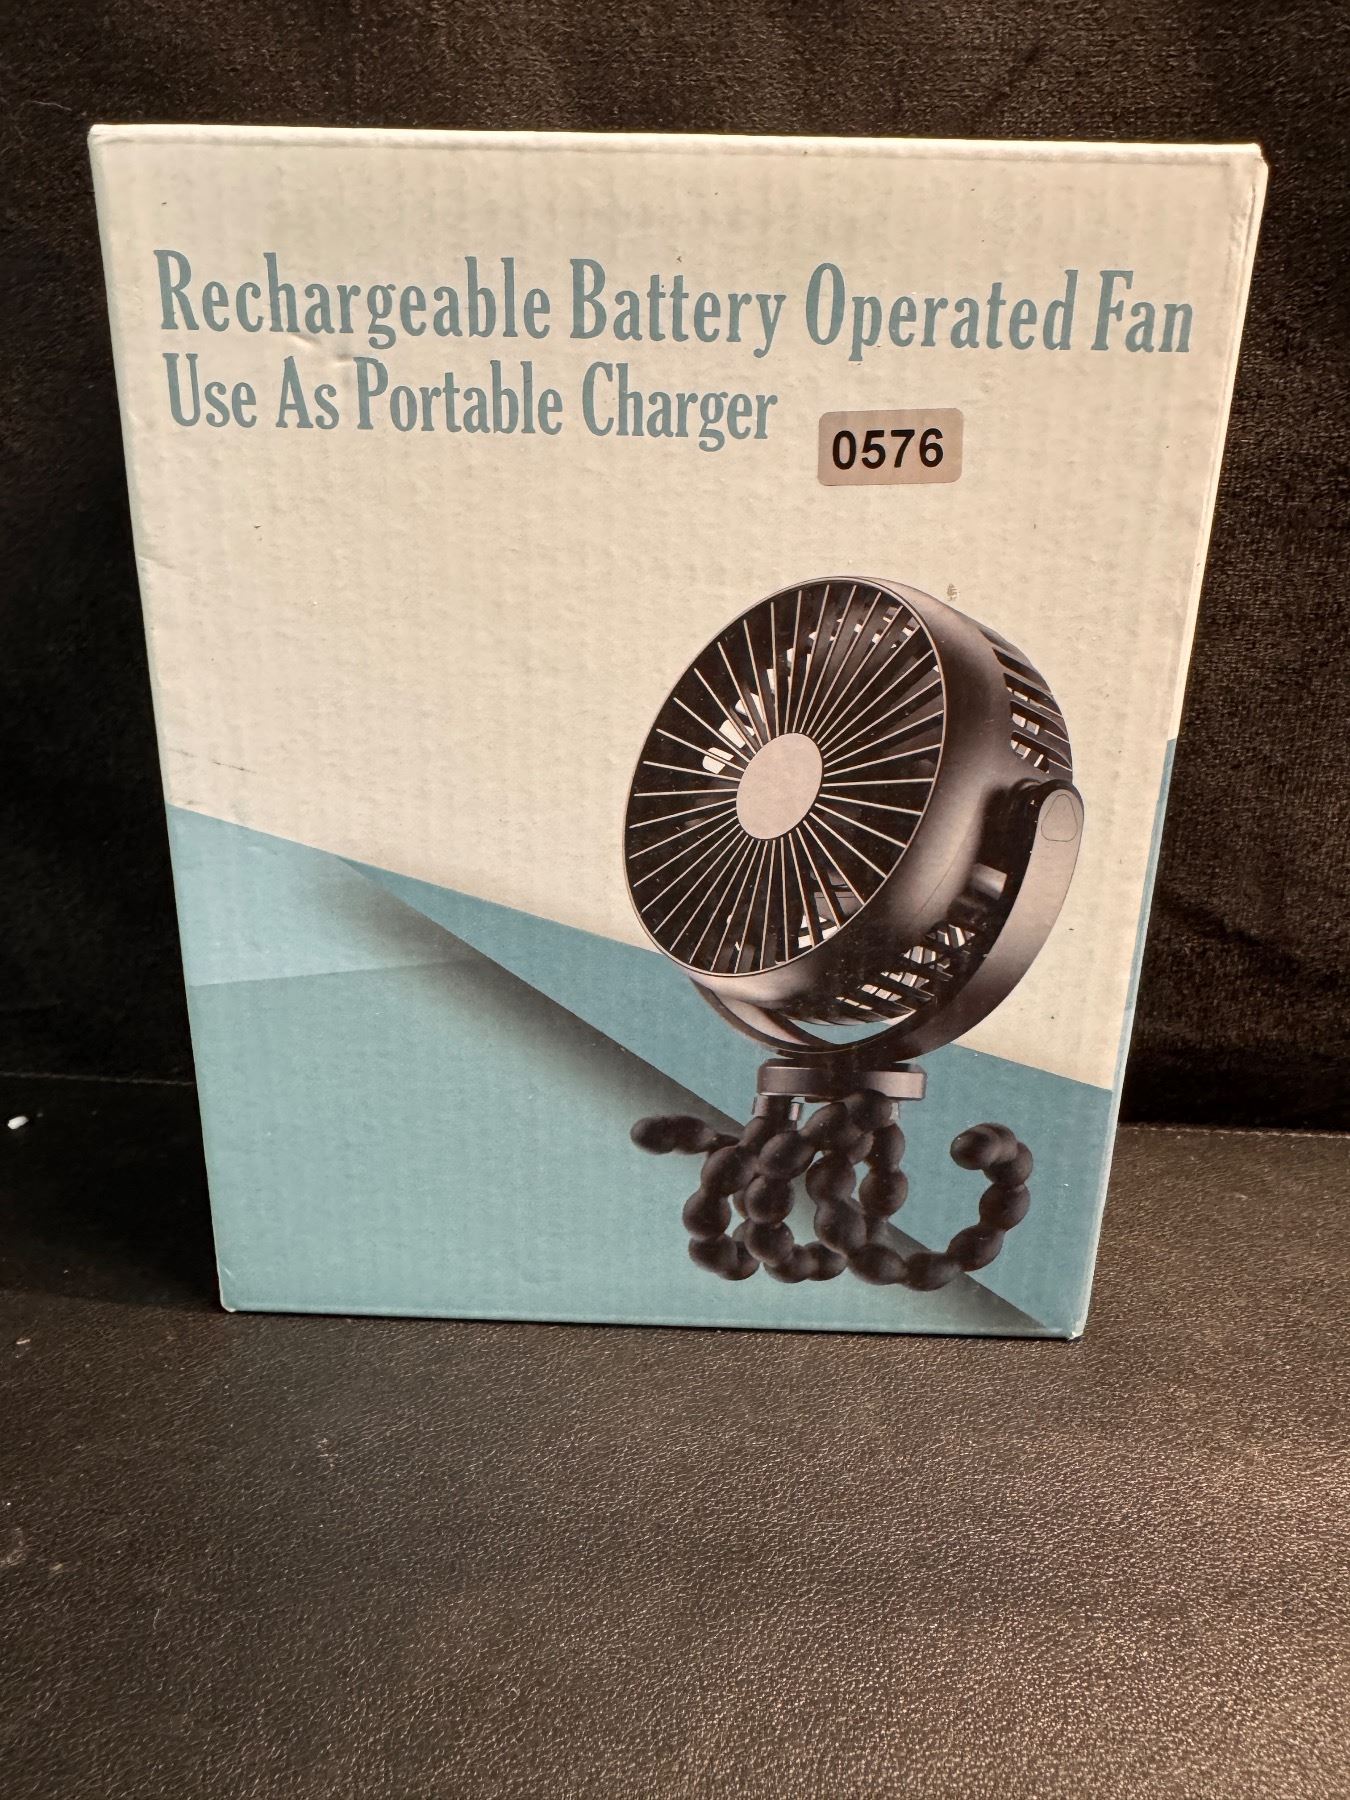 Rechargeable Battery Operated Fan
Use As Portable Charger
0576